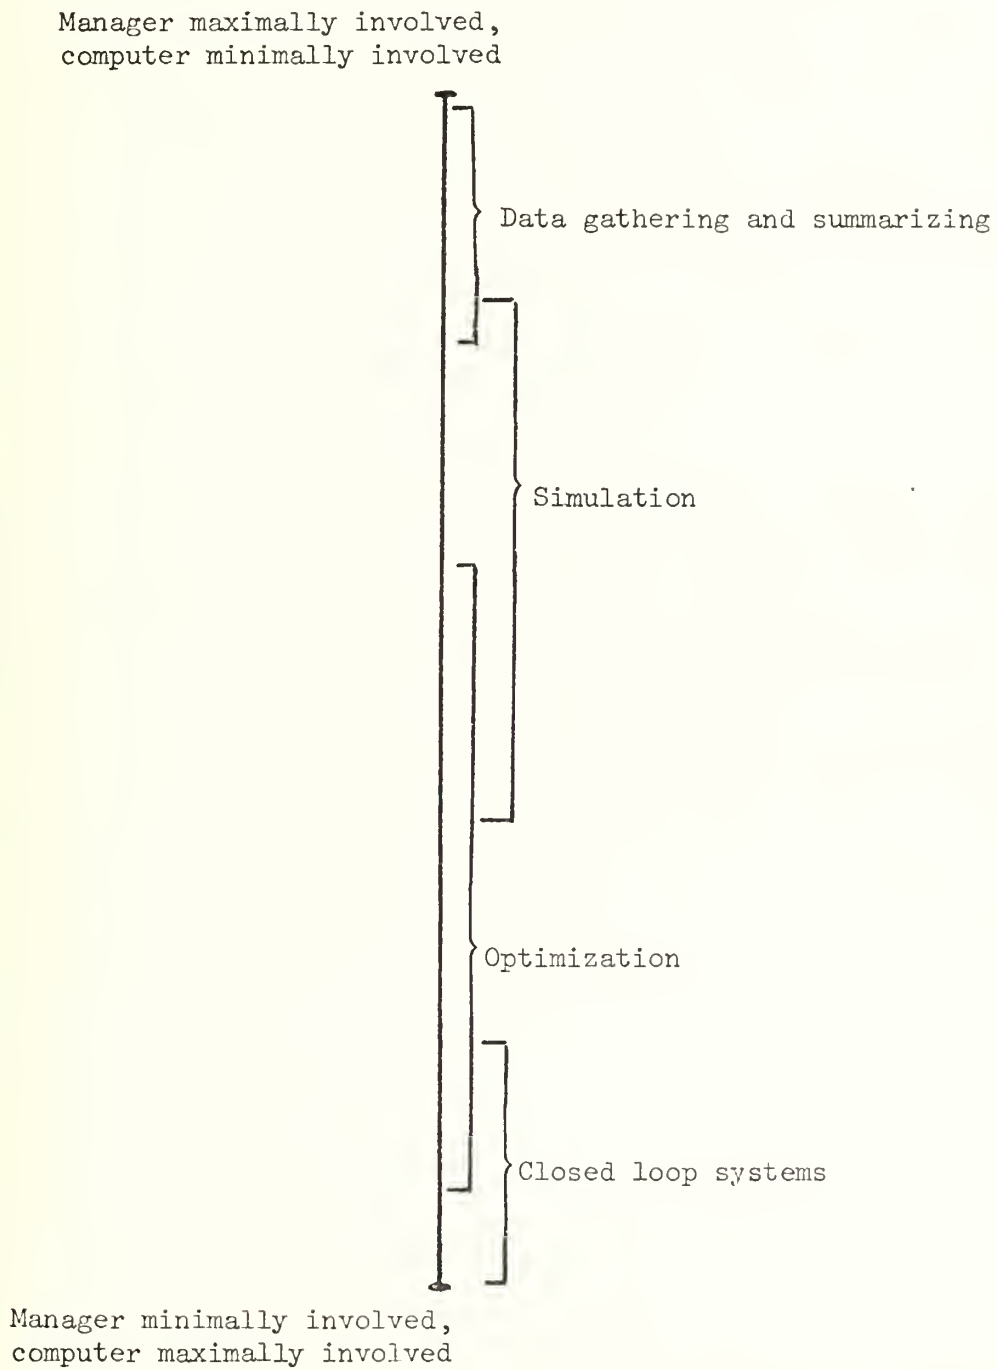 Manager maximally involved,
computer minimally involved
Data gathering and summarizing
Simulation
Optimization
Closed loop systems
Manager minimally involved,
computer maximally involved